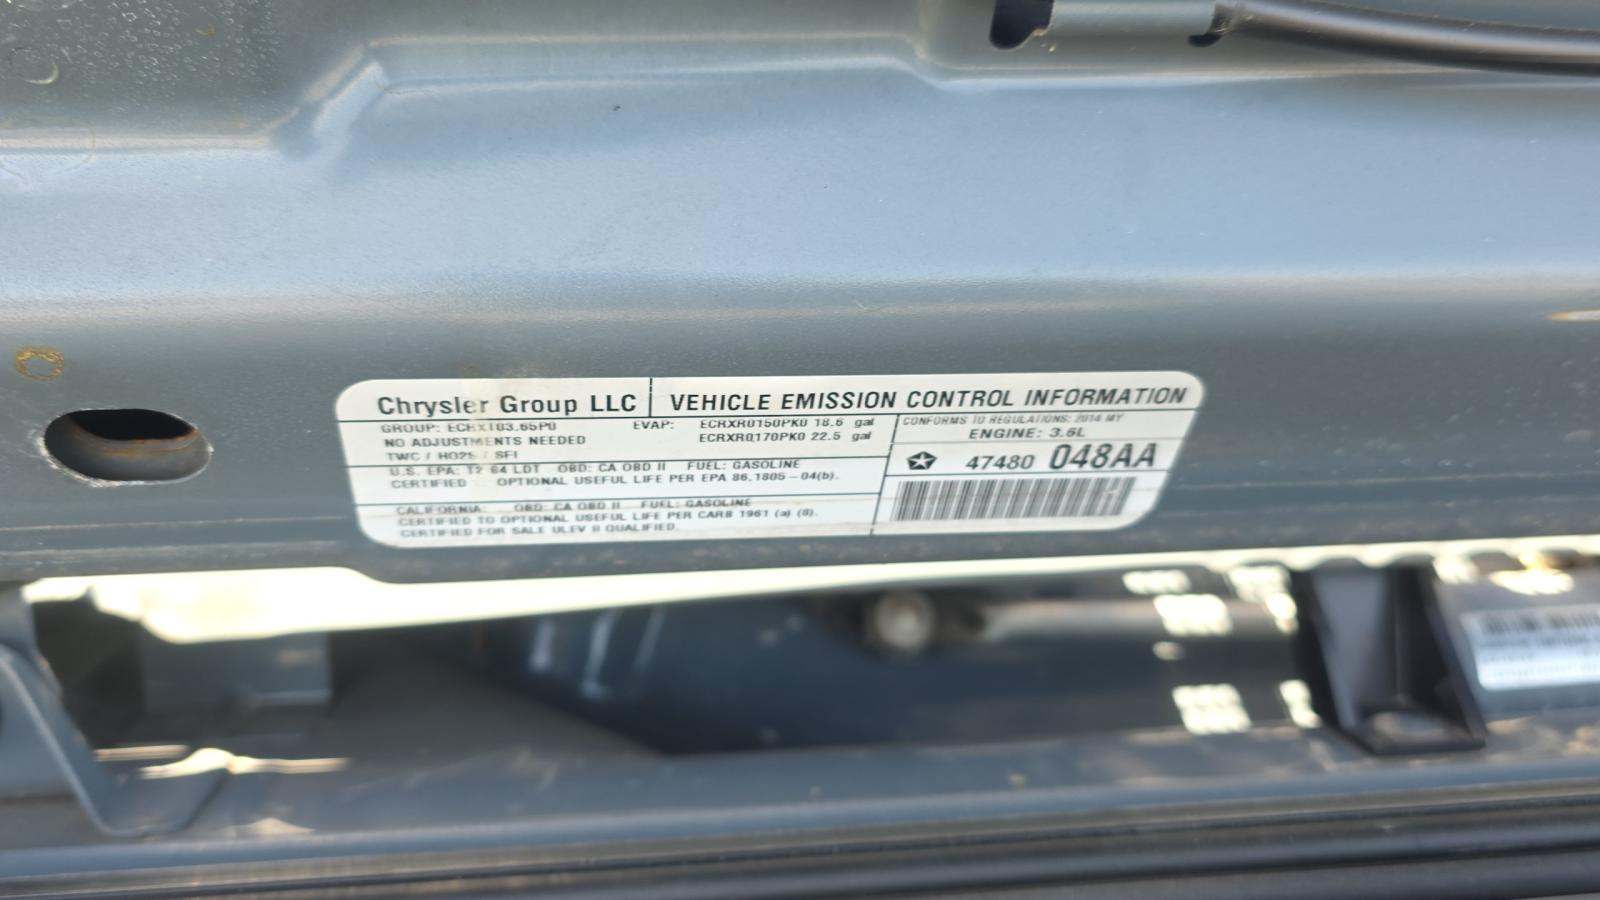 Chrysler Group LLC
VEHICLE EMISSION CONTROL INFORMATION
GROUP: ECRXT03.65P0
NO ADJUSTMENTS NEEDED
TWC / HO2S / SFI
EVAP: ECRXR0150PK0 18.6 gal
ECRXR0170PK0 22.5 gal
CONFORMS TO REGULATIONS: 2014 MY
ENGINE: 3.6L
47480 048AA
U.S. EPA: T2 B4 LDT OBD: CA OBD II FUEL: GASOLINE
CERTIFIED OPTIONAL USEFUL LIFE PER EPA 86.1805-04(b).
CALIFORNIA: OBD: CA OBD II FUEL: GASOLINE
CERTIFIED TO OPTIONAL USEFUL LIFE PER CARB 1961 (a) (8).
CERTIFIED FOR SALE ULEV II QUALIFIED.